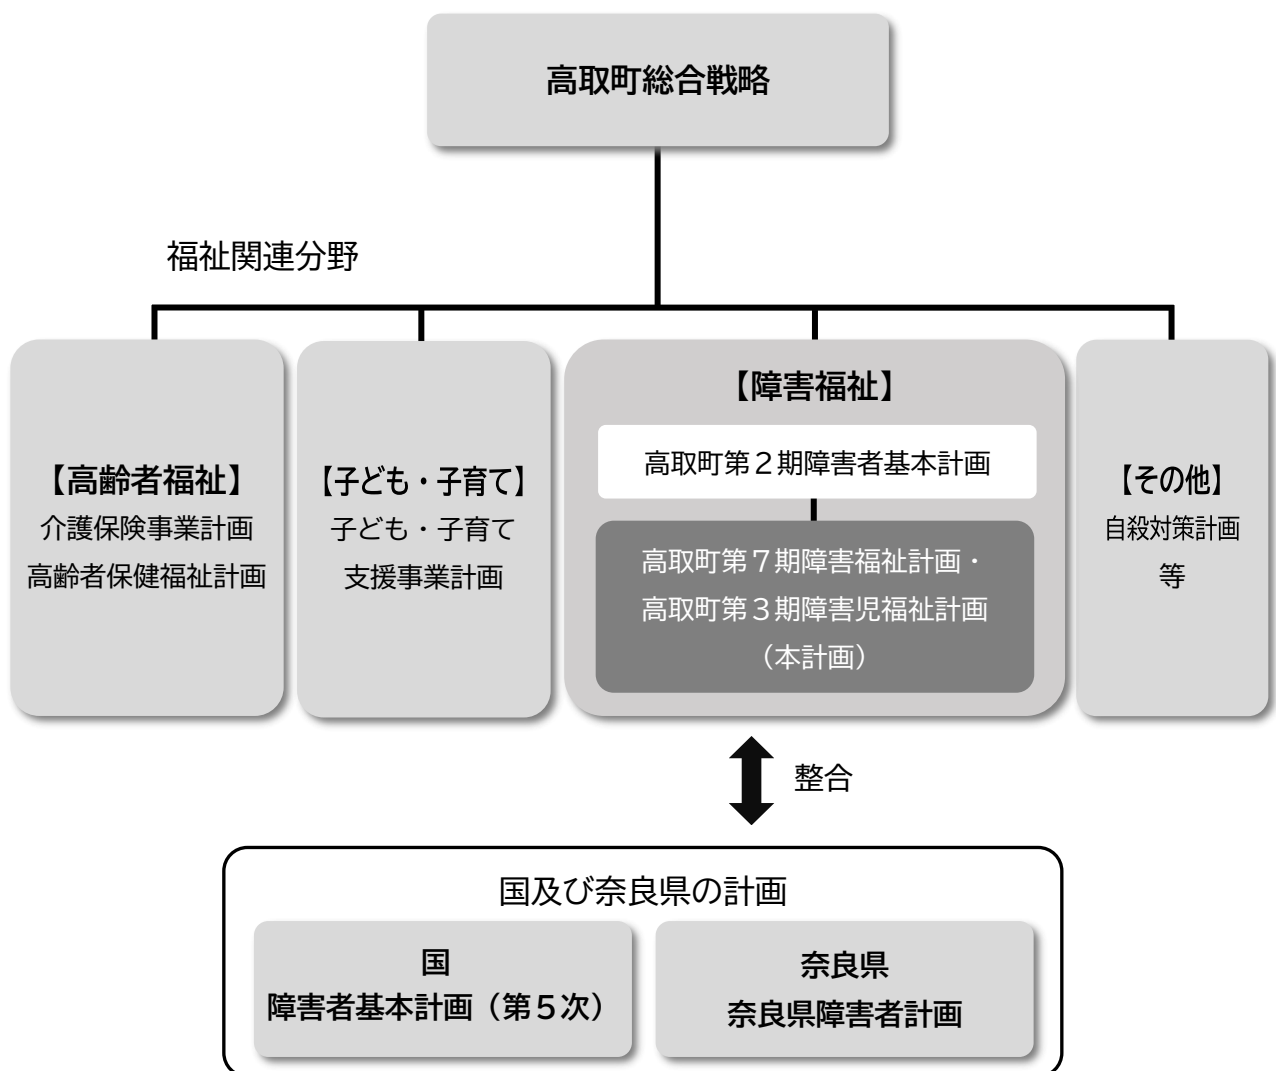 高取町総合戦略
福祉関連分野
【高齢者福祉】
介護保険事業計画
高齢者保健福祉計画
【子ども・子育て】
子ども・子育て
支援事業計画
【障害福祉】
高取町第２期障害者基本計画
高取町第７期障害福祉計画・
高取町第３期障害児福祉計画
（本計画）
【その他】
自殺対策計画
等
整合
国及び奈良県の計画
国
障害者基本計画（第５次）
奈良県
奈良県障害者計画